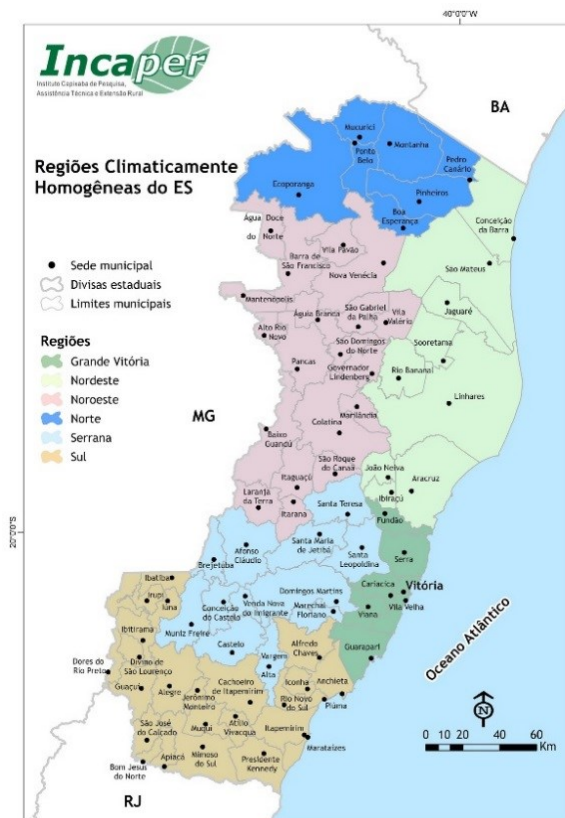 40°0'0"O
Incaper
Instituto Capixaba de Pesquisa,
Assistência Técnica e Extensão Rural
BA
Regiões Climaticamente
Homogêneas do ES
Sede municipal
Divisas estaduais
Limites municipais
Regiões
Grande Vitória
Nordeste
Noroeste
Norte
Serrana
Sul
MG
20°0'0"S
RJ
Oceano Atlântico
N
0 10 20 40 60
Km
Mucurici
Ponto
Belo
Montanha
Pedro
Canário
Ecoporanga
Pinheiros
Boa
Esperança
Conceição
da Barra
Água Doce
do Norte
Vila Pavão
Barra de
São Francisco
Nova Venécia
São Mateus
Mantenópolis
Águia Branca
São Gabriel
da Palha
Vila
Valério
Jaguaré
Alto Rio
Novo
São Domingos
do Norte
Sooretama
Pancas
Governador
Lindenberg
Rio Bananal
Linhares
Marilândia
Colatina
Baixo
Guandú
São Roque
do Canaã
João Neiva
Aracruz
Itaguaçú
Ibiraçú
Laranja
da Terra
Itarana
Santa Teresa
Fundão
Afonso
Cláudio
Santa Maria
de Jetibá
Santa
Leopoldina
Serra
Brejetuba
Ibatiba
Cariacica
Vitória
Irupi
Iúna
Conceição
do Castelo
Venda Nova
do Imigrante
Domingos Martins
Marechal
Floriano
Viana
Vila Velha
Ibitirama
Muniz Freire
Castelo
Vargem
Alta
Alfredo
Chaves
Guarapari
Dores do
Rio Preto
Divino de
São Lourenço
Guaçuí
Alegre
Jerônimo
Monteiro
Cachoeiro
de Itapemirim
Iconha
Anchieta
Rio Novo
do Sul
Piúma
São José
do Calçado
Muqui
Atílio
Vivacqua
Itapemirim
Marataízes
Bom Jesus
do Norte
Apiacá
Mimoso
do Sul
Presidente
Kennedy